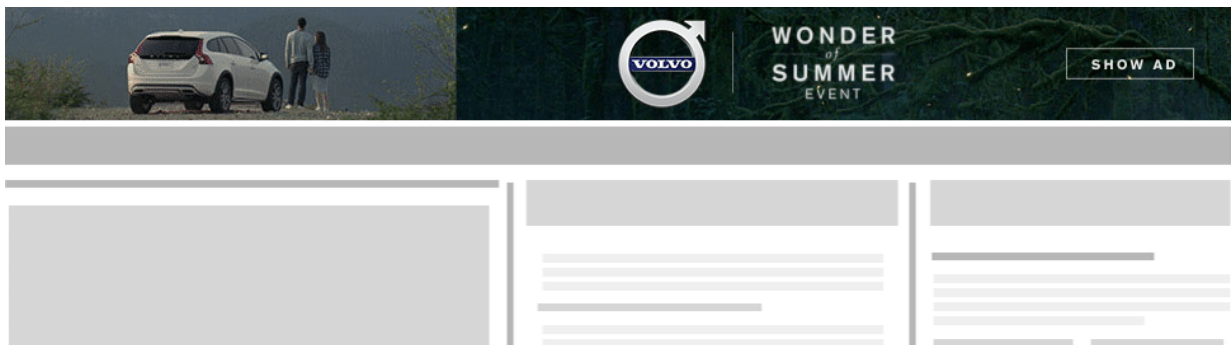 VOLVO
WONDER
of
SUMMER
EVENT
SHOW AD